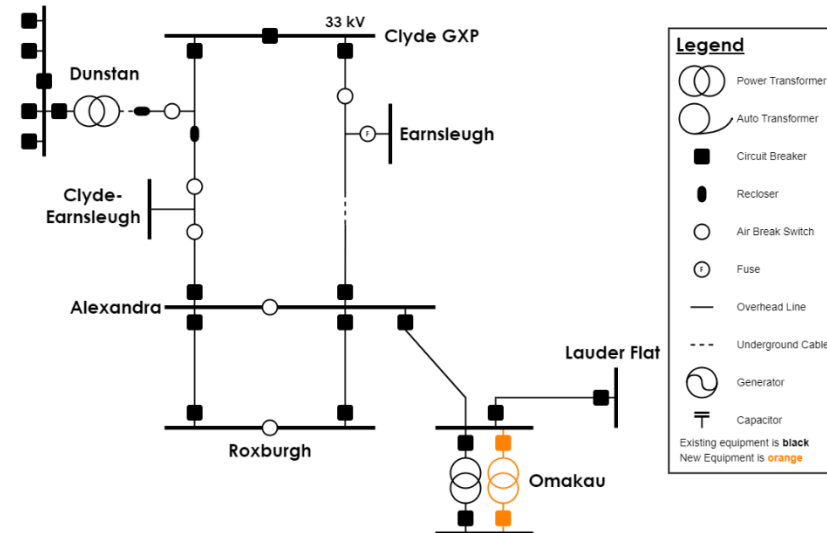 33 kV
Clyde GXP
Dunstan
Earnsleugh
F
Clyde-
Earnsleugh
Alexandra
Lauder Flat
Roxburgh
Omakau
Legend
Power Transformer
Auto Transformer
Circuit Breaker
Recloser
Air Break Switch
F
Fuse
Overhead Line
Underground Cable
Generator
Capacitor
Existing equipment is black
New Equipment is orange